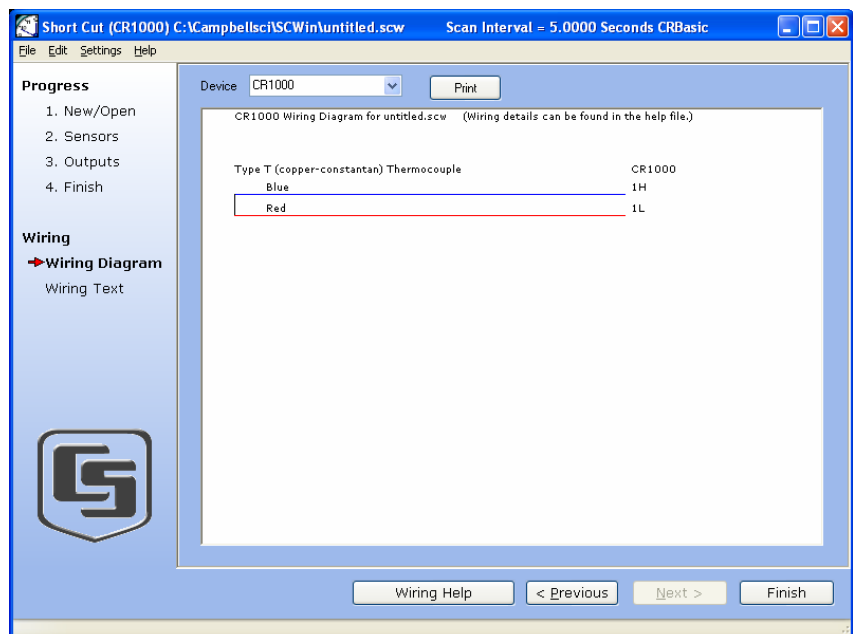 Short Cut (CR1000) C:\Campbellsci\SCWin\untitled.scw Scan Interval = 5.0000 Seconds CRBasic
File Edit Settings Help
Progress
1. New/Open
2. Sensors
3. Outputs
4. Finish
Wiring
Wiring Diagram
Wiring Text
Device CR1000 Print
CR1000 Wiring Diagram for untitled.scw (Wiring details can be found in the help file.)
Type T (copper-constantan) Thermocouple CR1000
Blue 1H
Red 1L
CS
Wiring Help < Previous Next > Finish